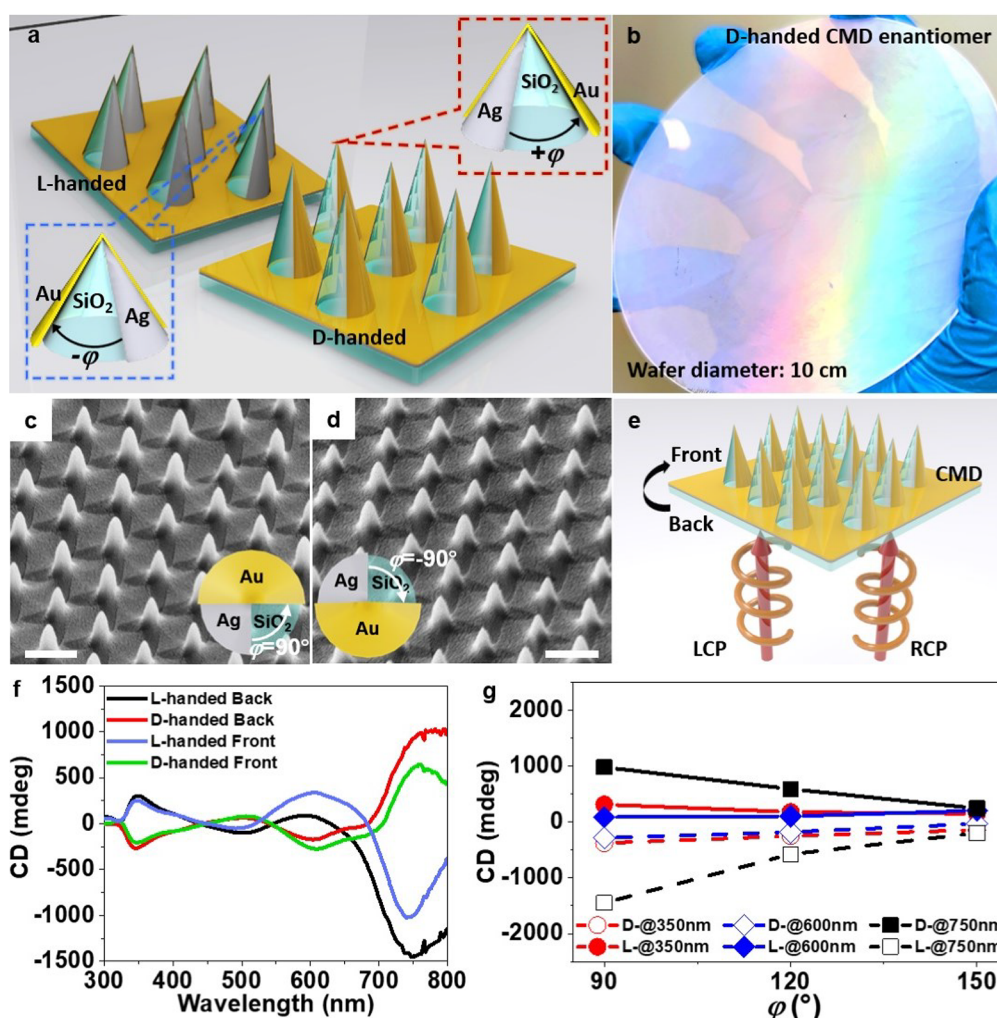 a
SiO2
Au
Ag
+φ
L-handed
Au
SiO2
Ag
-φ
D-handed
b
D-handed CMD enantiomer
Wafer diameter: 10 cm
c
Au
Ag
SiO2
φ=90°
d
φ=-90°
Ag
SiO2
Au
e
Front
CMD
Back
LCP
RCP
f
1500
1000
500
0
-500
-1000
-1500
CD (mdeg)
L-handed Back
D-handed Back
L-handed Front
D-handed Front
300 400 500 600 700 800
Wavelength (nm)
g
2000
1000
0
-1000
-2000
CD (mdeg)
D-@350nm D-@600nm D-@750nm
L-@350nm L-@600nm L-@750nm
90 120 150
φ (°)